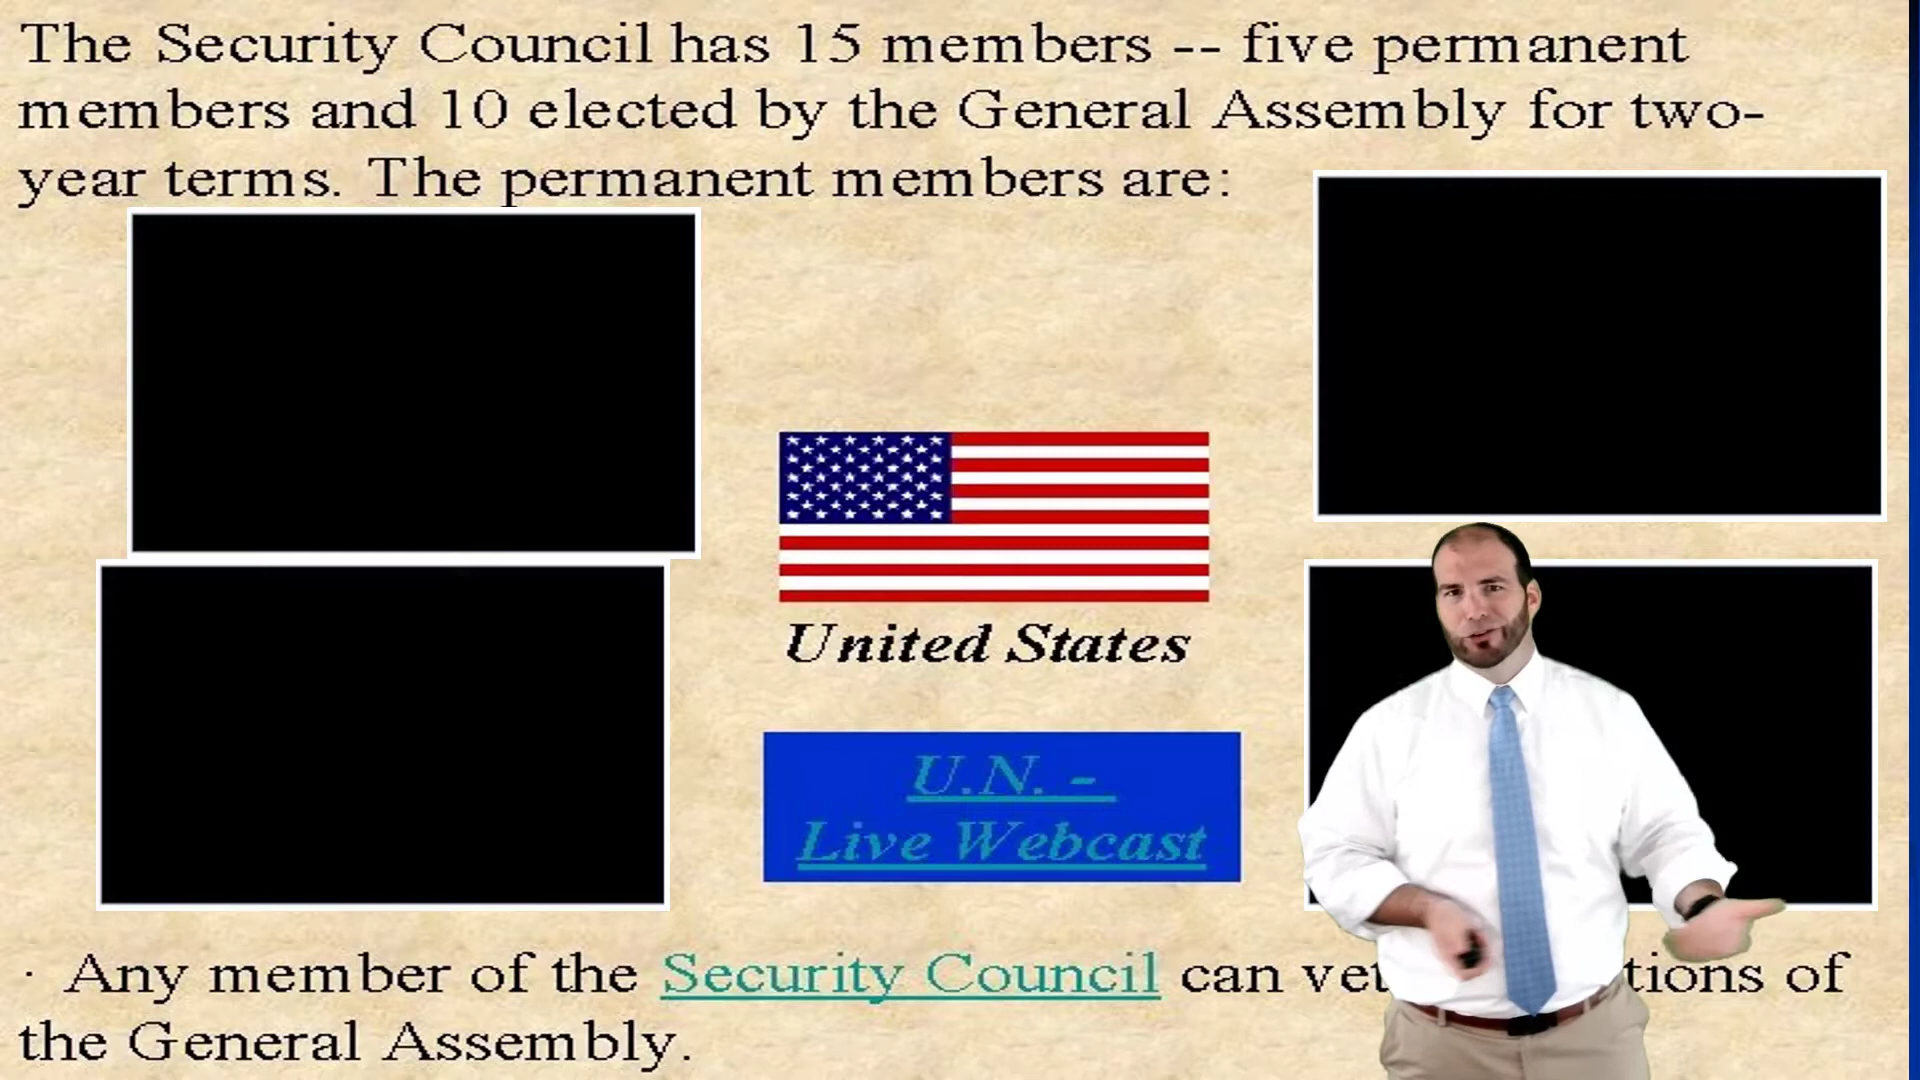 The Security Council has 15 members -- five permanent
members and 10 elected by the General Assembly for two-
year terms. The permanent members are:
United States
U.N. -
Live Webcast
· Any member of the Security Council can of
the General Assembly.